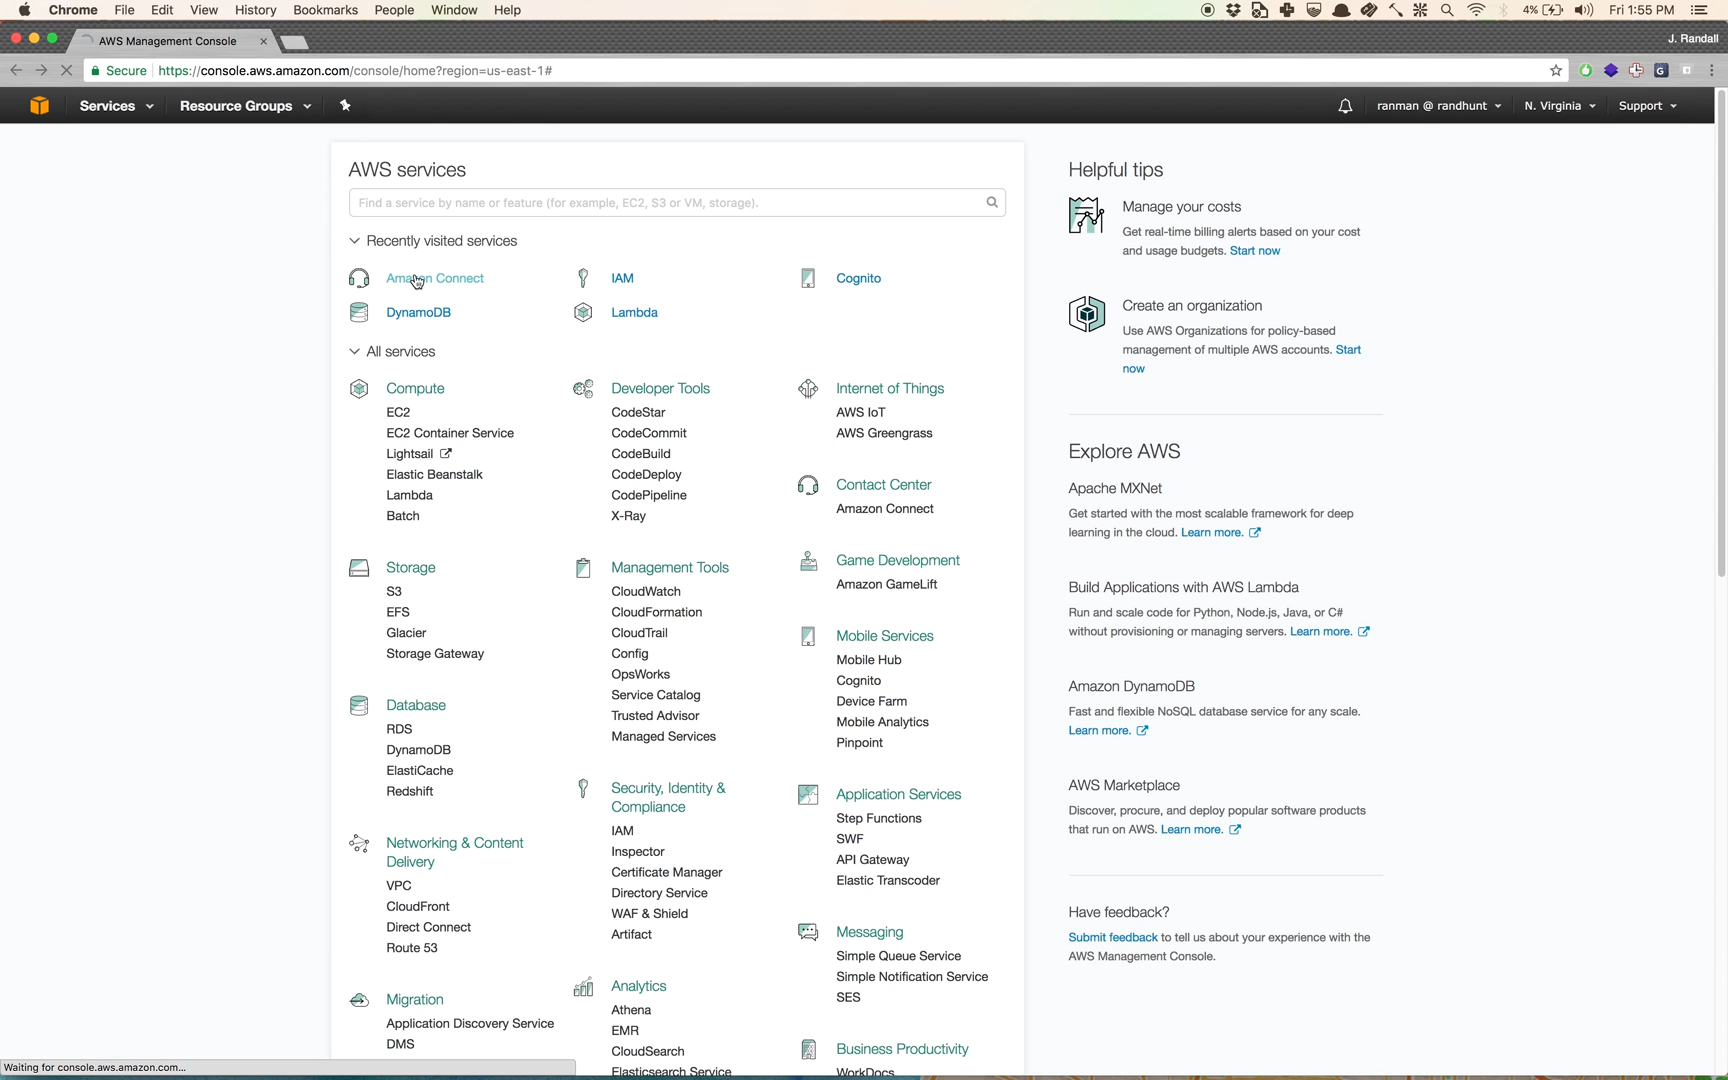 Chrome File Edit View History Bookmarks People Window Help
4% Fri 1:55 PM
AWS Management Console
J. Randall
Secure https://console.aws.amazon.com/console/home?region=us-east-1#
G
Services Resource Groups
ranman @ randhunt N. Virginia Support
AWS services
Find a service by name or feature (for example, EC2, S3 or VM, storage).
Recently visited services
Amazon Connect IAM Cognito
DynamoDB Lambda
All services
Compute
EC2
EC2 Container Service
Lightsail
Elastic Beanstalk
Lambda
Batch
Storage
S3
EFS
Glacier
Storage Gateway
Database
RDS
DynamoDB
ElastiCache
Redshift
Networking & Content
Delivery
VPC
CloudFront
Direct Connect
Route 53
Migration
Application Discovery Service
DMS
Developer Tools
CodeStar
CodeCommit
CodeBuild
CodeDeploy
CodePipeline
X-Ray
Management Tools
CloudWatch
CloudFormation
CloudTrail
Config
OpsWorks
Service Catalog
Trusted Advisor
Managed Services
Security, Identity &
Compliance
IAM
Inspector
Certificate Manager
Directory Service
WAF & Shield
Artifact
Analytics
Athena
EMR
CloudSearch
Elasticsearch Service
Internet of Things
AWS IoT
AWS Greengrass
Contact Center
Amazon Connect
Game Development
Amazon GameLift
Mobile Services
Mobile Hub
Cognito
Device Farm
Mobile Analytics
Pinpoint
Application Services
Step Functions
SWF
API Gateway
Elastic Transcoder
Messaging
Simple Queue Service
Simple Notification Service
SES
Business Productivity
WorkDocs
Helpful tips
Manage your costs
Get real-time billing alerts based on your cost
and usage budgets. Start now
Create an organization
Use AWS Organizations for policy-based
management of multiple AWS accounts. Start
now
Explore AWS
Apache MXNet
Get started with the most scalable framework for deep
learning in the cloud. Learn more.
Build Applications with AWS Lambda
Run and scale code for Python, Node.js, Java, or C#
without provisioning or managing servers. Learn more.
Amazon DynamoDB
Fast and flexible NoSQL database service for any scale.
Learn more.
AWS Marketplace
Discover, procure, and deploy popular software products
that run on AWS. Learn more.
Have feedback?
Submit feedback to tell us about your experience with the
AWS Management Console.
Waiting for console.aws.amazon.com...